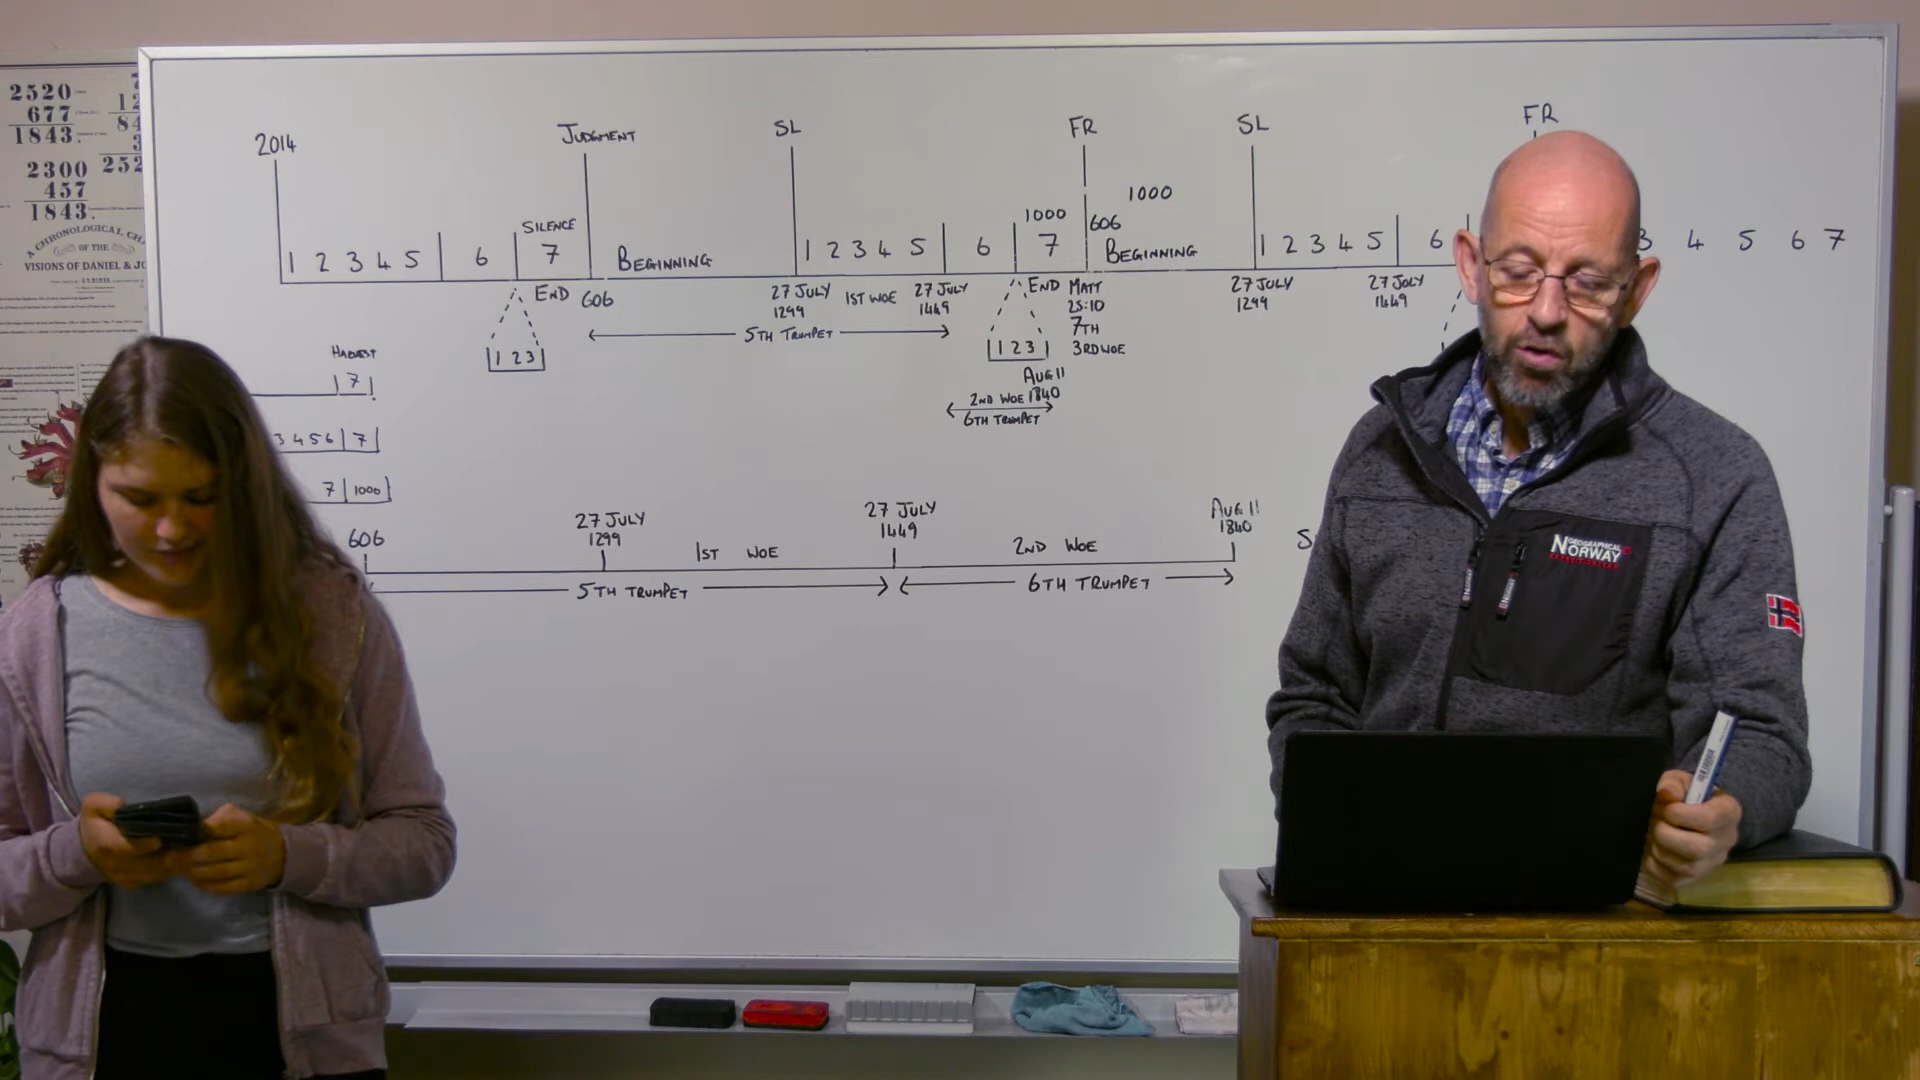 2520
677
1843.
2300
457
1843.
252
A CHRONOLOGICAL
OF THE
VISIONS OF DANIEL & JO
2014
JUDGMENT
SL
FR
SL
FR
1 2 3 4 5 6
SILENCE
7
BEGINNING
1 2 3 4 5 6
1000
7
1000
606
BEGINNING
1 2 3 4 5 6
3 4 5 6 7
END 606
27 JULY
1299
1ST WOE
27 JULY
1449
END MATT
25:10
7TH
3RD WOE
27 JULY
1299
27 JULY
1449
5TH TRUMPET
1 2 3
1 2 3
AUG 11
1840
2ND WOE
6TH TRUMPET
HARVEST
7
3 4 5 6 7
7 1000
606
27 JULY
1299
1ST WOE
27 JULY
1449
2ND WOE
AUG 11
1840
S
5TH TRUMPET
6TH TRUMPET
GEOGRAPHICAL
NORWAY